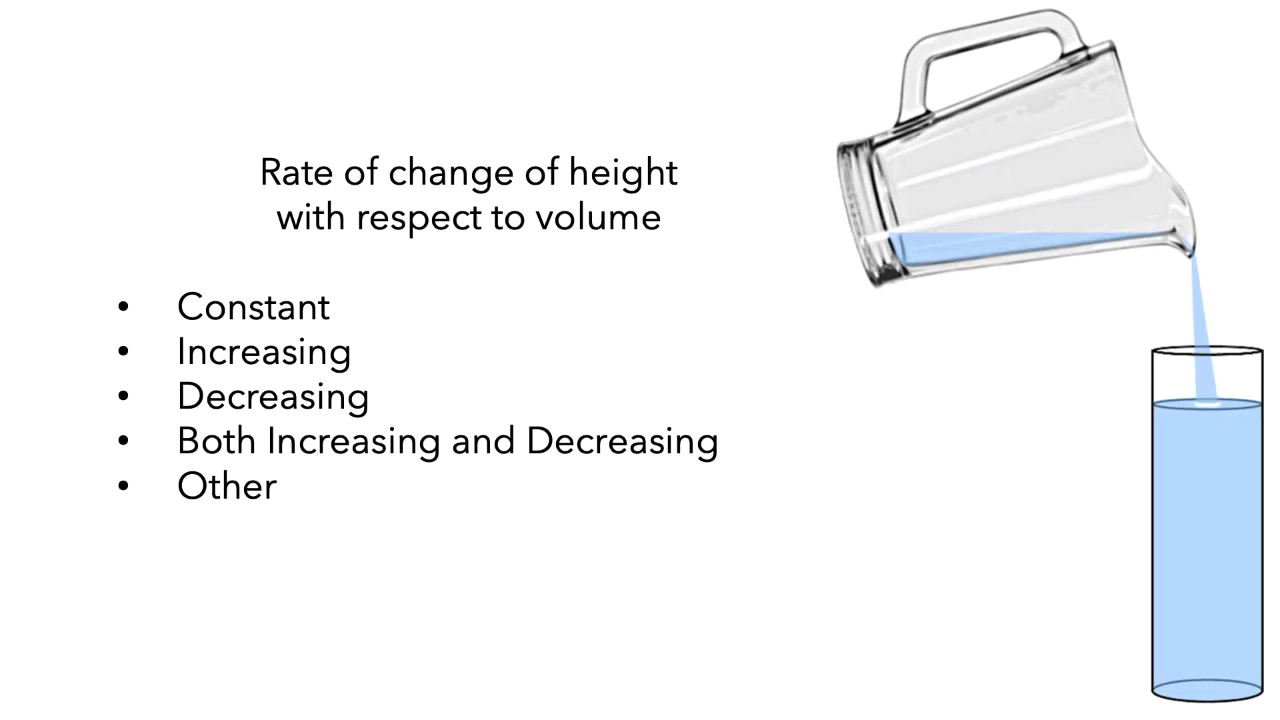 Rate of change of height
with respect to volume
• Constant
• Increasing
• Decreasing
• Both Increasing and Decreasing
• Other